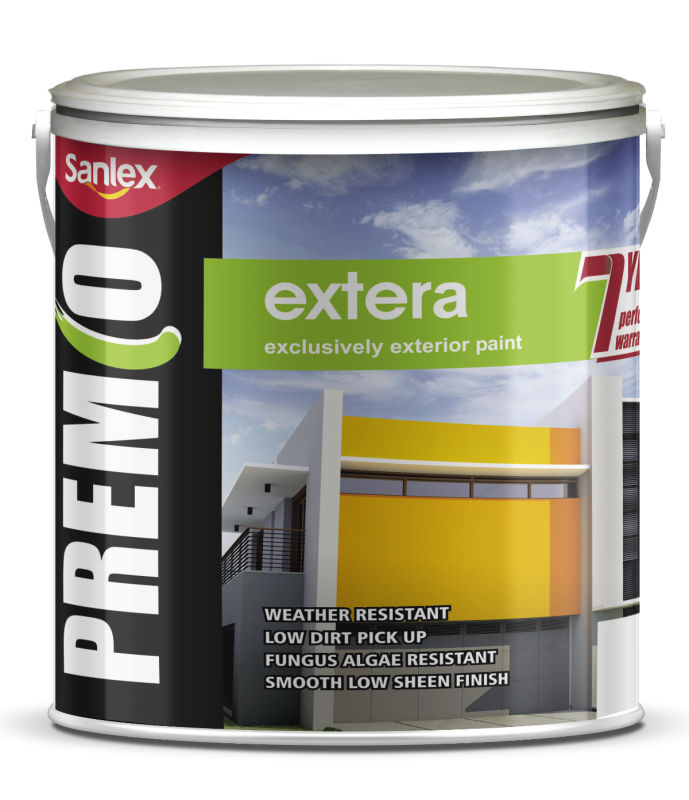 Sanlex
PREMIO
extera
exclusively exterior paint
7
WEATHER RESISTANT
LOW DIRT PICK UP
FUNGUS ALGAE RESISTANT
SMOOTH LOW SHEEN FINISH